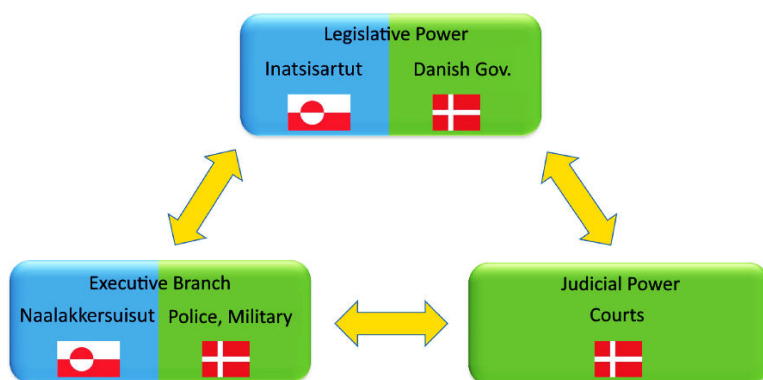 Legislative Power
Inatsisartut Danish Gov.
Executive Branch
Naalakkersuisut Police, Military
Judicial Power
Courts